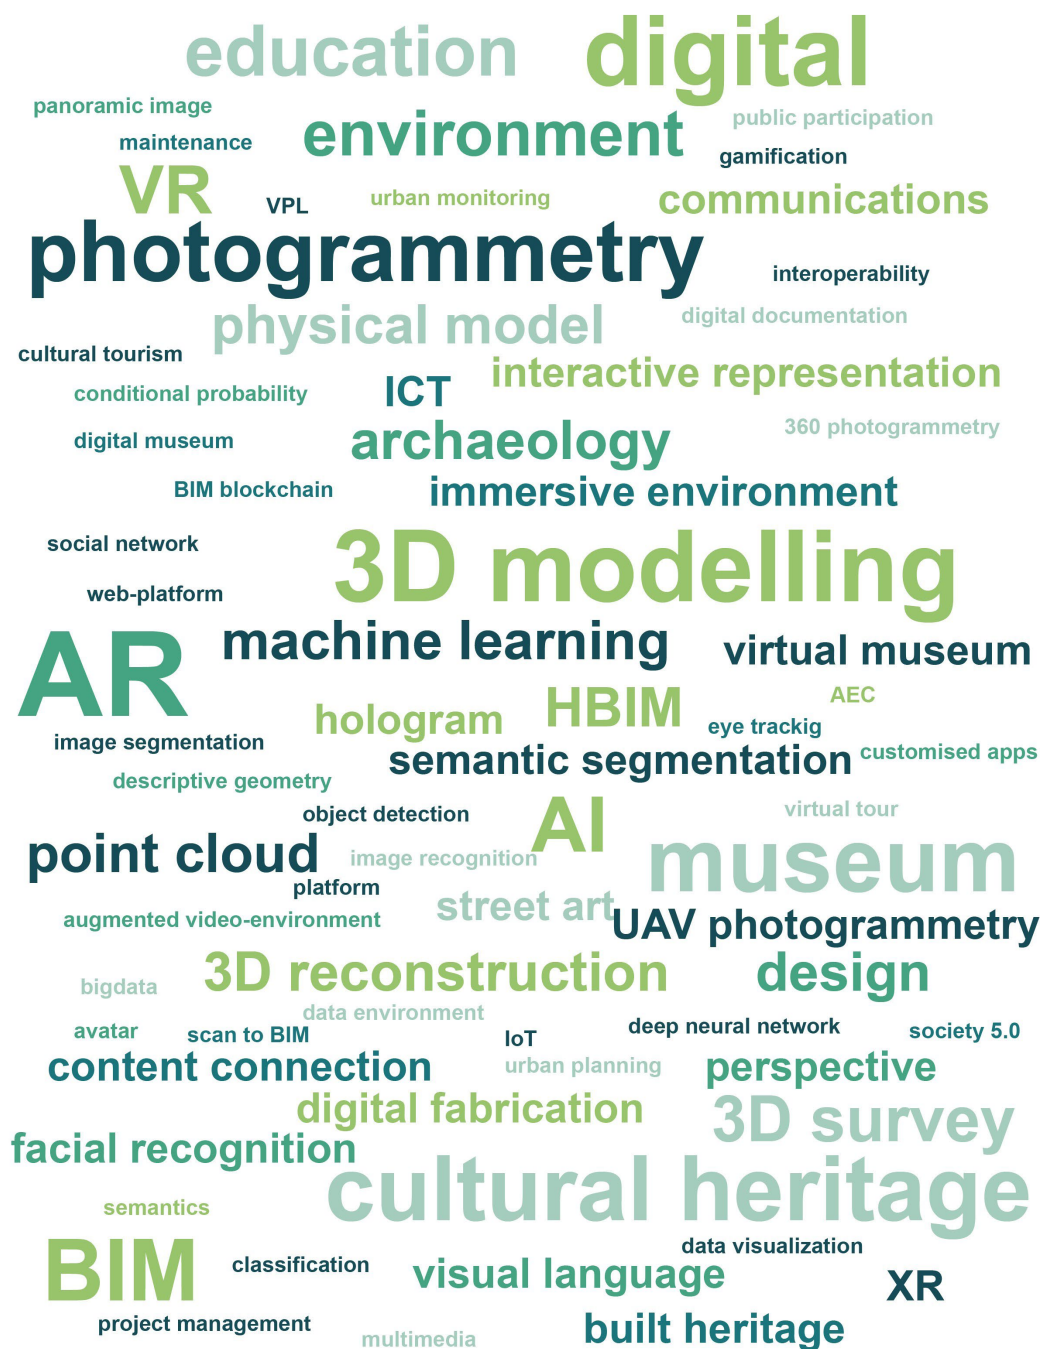 education digital
panoramic image public participation
maintenance environment gamification
VR VPL urban monitoring communications
photogrammetry interoperability
physical model digital documentation
cultural tourism interactive representation
conditional probability ICT
digital museum archaeology 360 photogrammetry
BIM blockchain immersive environment
social network 3D modelling
web-platform
AR machine learning virtual museum
hologram HBIM AEC
image segmentation eye trackig
semantic segmentation customised apps
descriptive geometry
object detection AI virtual tour
point cloud image recognition museum
platform
augmented video-environment street art UAV photogrammetry
bigdata 3D reconstruction design
data environment
avatar scan to BIM IoT deep neural network society 5.0
content connection urban planning perspective
digital fabrication 3D survey
facial recognition
semantics cultural heritage
BIM classification visual language data visualization
XR
project management multimedia built heritage